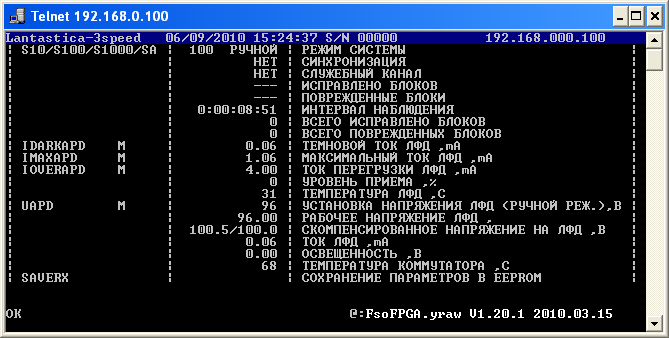 Telnet 192.168.0.100
Lantastica-3speed 06/09/2010 15:24:37 S/N 00000 192.168.000.100
| S10/S100/S1000/SA | 100 РУЧНОЙ | РЕЖИМ СИСТЕМЫ |
| | НЕТ | СИНХРОНИЗАЦИЯ |
| | НЕТ | СЛУЖЕБНЫЙ КАНАЛ |
| | --- | ИСПРАВЛЕНО БЛОКОВ |
| | --- | ПОВРЕЖДЕННЫЕ БЛОКИ |
| | 0:00:08:51 | ИНТЕРВАЛ НАБЛЮДЕНИЯ |
| | 0 | ВСЕГО ИСПРАВЛЕНО БЛОКОВ |
| | 0 | ВСЕГО ПОВРЕЖДЕННЫХ БЛОКОВ |
| IDARKAPD M | 0.06 | ТЕМНОВОЙ ТОК ЛФД ,mA |
| IMAXAPD M | 1.06 | МАКСИМАЛЬНЫЙ ТОК ЛФД ,mA |
| IOVERAPD M | 4.00 | ТОК ПЕРЕГРУЗКИ ЛФД ,mA |
| | 0 | УРОВЕНЬ ПРИЕМА ,% |
| | 31 | ТЕМПЕРАТУРА ЛФД ,С |
| UAPD M | 96 | УСТАНОВКА НАПРЯЖЕНИЯ ЛФД (РУЧНОЙ РЕЖ.),В |
| | 96.00 | РАБОЧЕЕ НАПРЯЖЕНИЕ ЛФД , |
| | 100.5/100.0 | СКОМПЕНСИРОВАННОЕ НАПРЯЖЕНИЕ НА ЛФД ,В |
| | 0.06 | ТОК ЛФД ,mA |
| | 0.00 | ОСВЕЩЕННОСТЬ ,В |
| | 68 | ТЕМПЕРАТУРА КОММУТАТОРА ,С |
| SAVERX | | СОХРАНЕНИЕ ПАРАМЕТРОВ В EEPROM |
OK @:FsoFPGA.yraw V1.20.1 2010.03.15